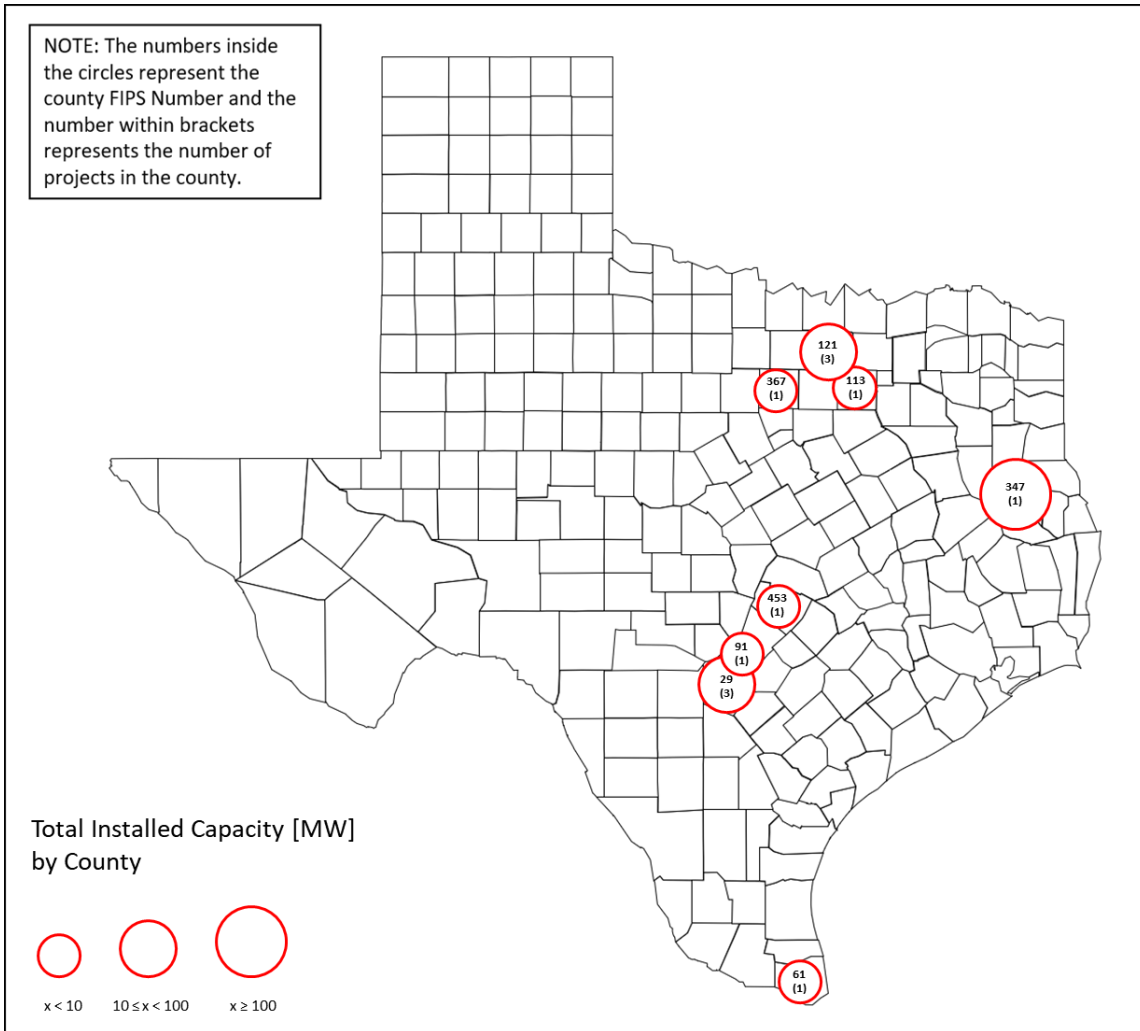 NOTE: The numbers inside
the circles represent the
county FIPS Number and the
number within brackets
represents the number of
projects in the county.
121
(3)
367
(1)
113
(1)
347
(1)
453
(1)
91
(1)
29
(3)
61
(1)
Total Installed Capacity [MW]
by County
x < 10
10 ≤ x < 100
x ≥ 100